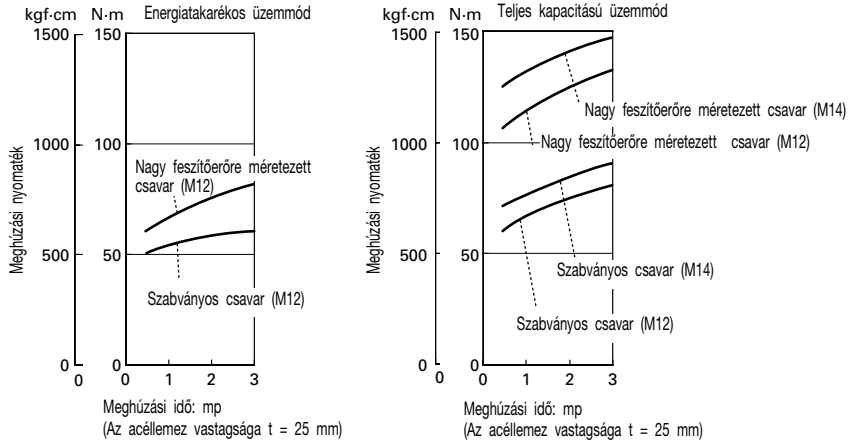 kgf·cm N·m Energiatakarékos üzemmód
1500 150
1000 100
500 50
0 0
0 0 1 2 3
Meghúzási nyomaték
Nagy feszítőerőre méretezett
csavar (M12)
Szabványos csavar (M12)
Meghúzási idő: mp
(Az acéllemez vastagsága t = 25 mm)
kgf·cm N·m Teljes kapacitású üzemmód
1500 150
1000 100
500 50
0 0
0 0 1 2 3
Meghúzási nyomaték
Nagy feszítőerőre méretezett csavar (M14)
Nagy feszítőerőre méretezett csavar (M12)
Szabványos csavar (M14)
Szabványos csavar (M12)
Meghúzási idő: mp
(Az acéllemez vastagsága t = 25 mm)